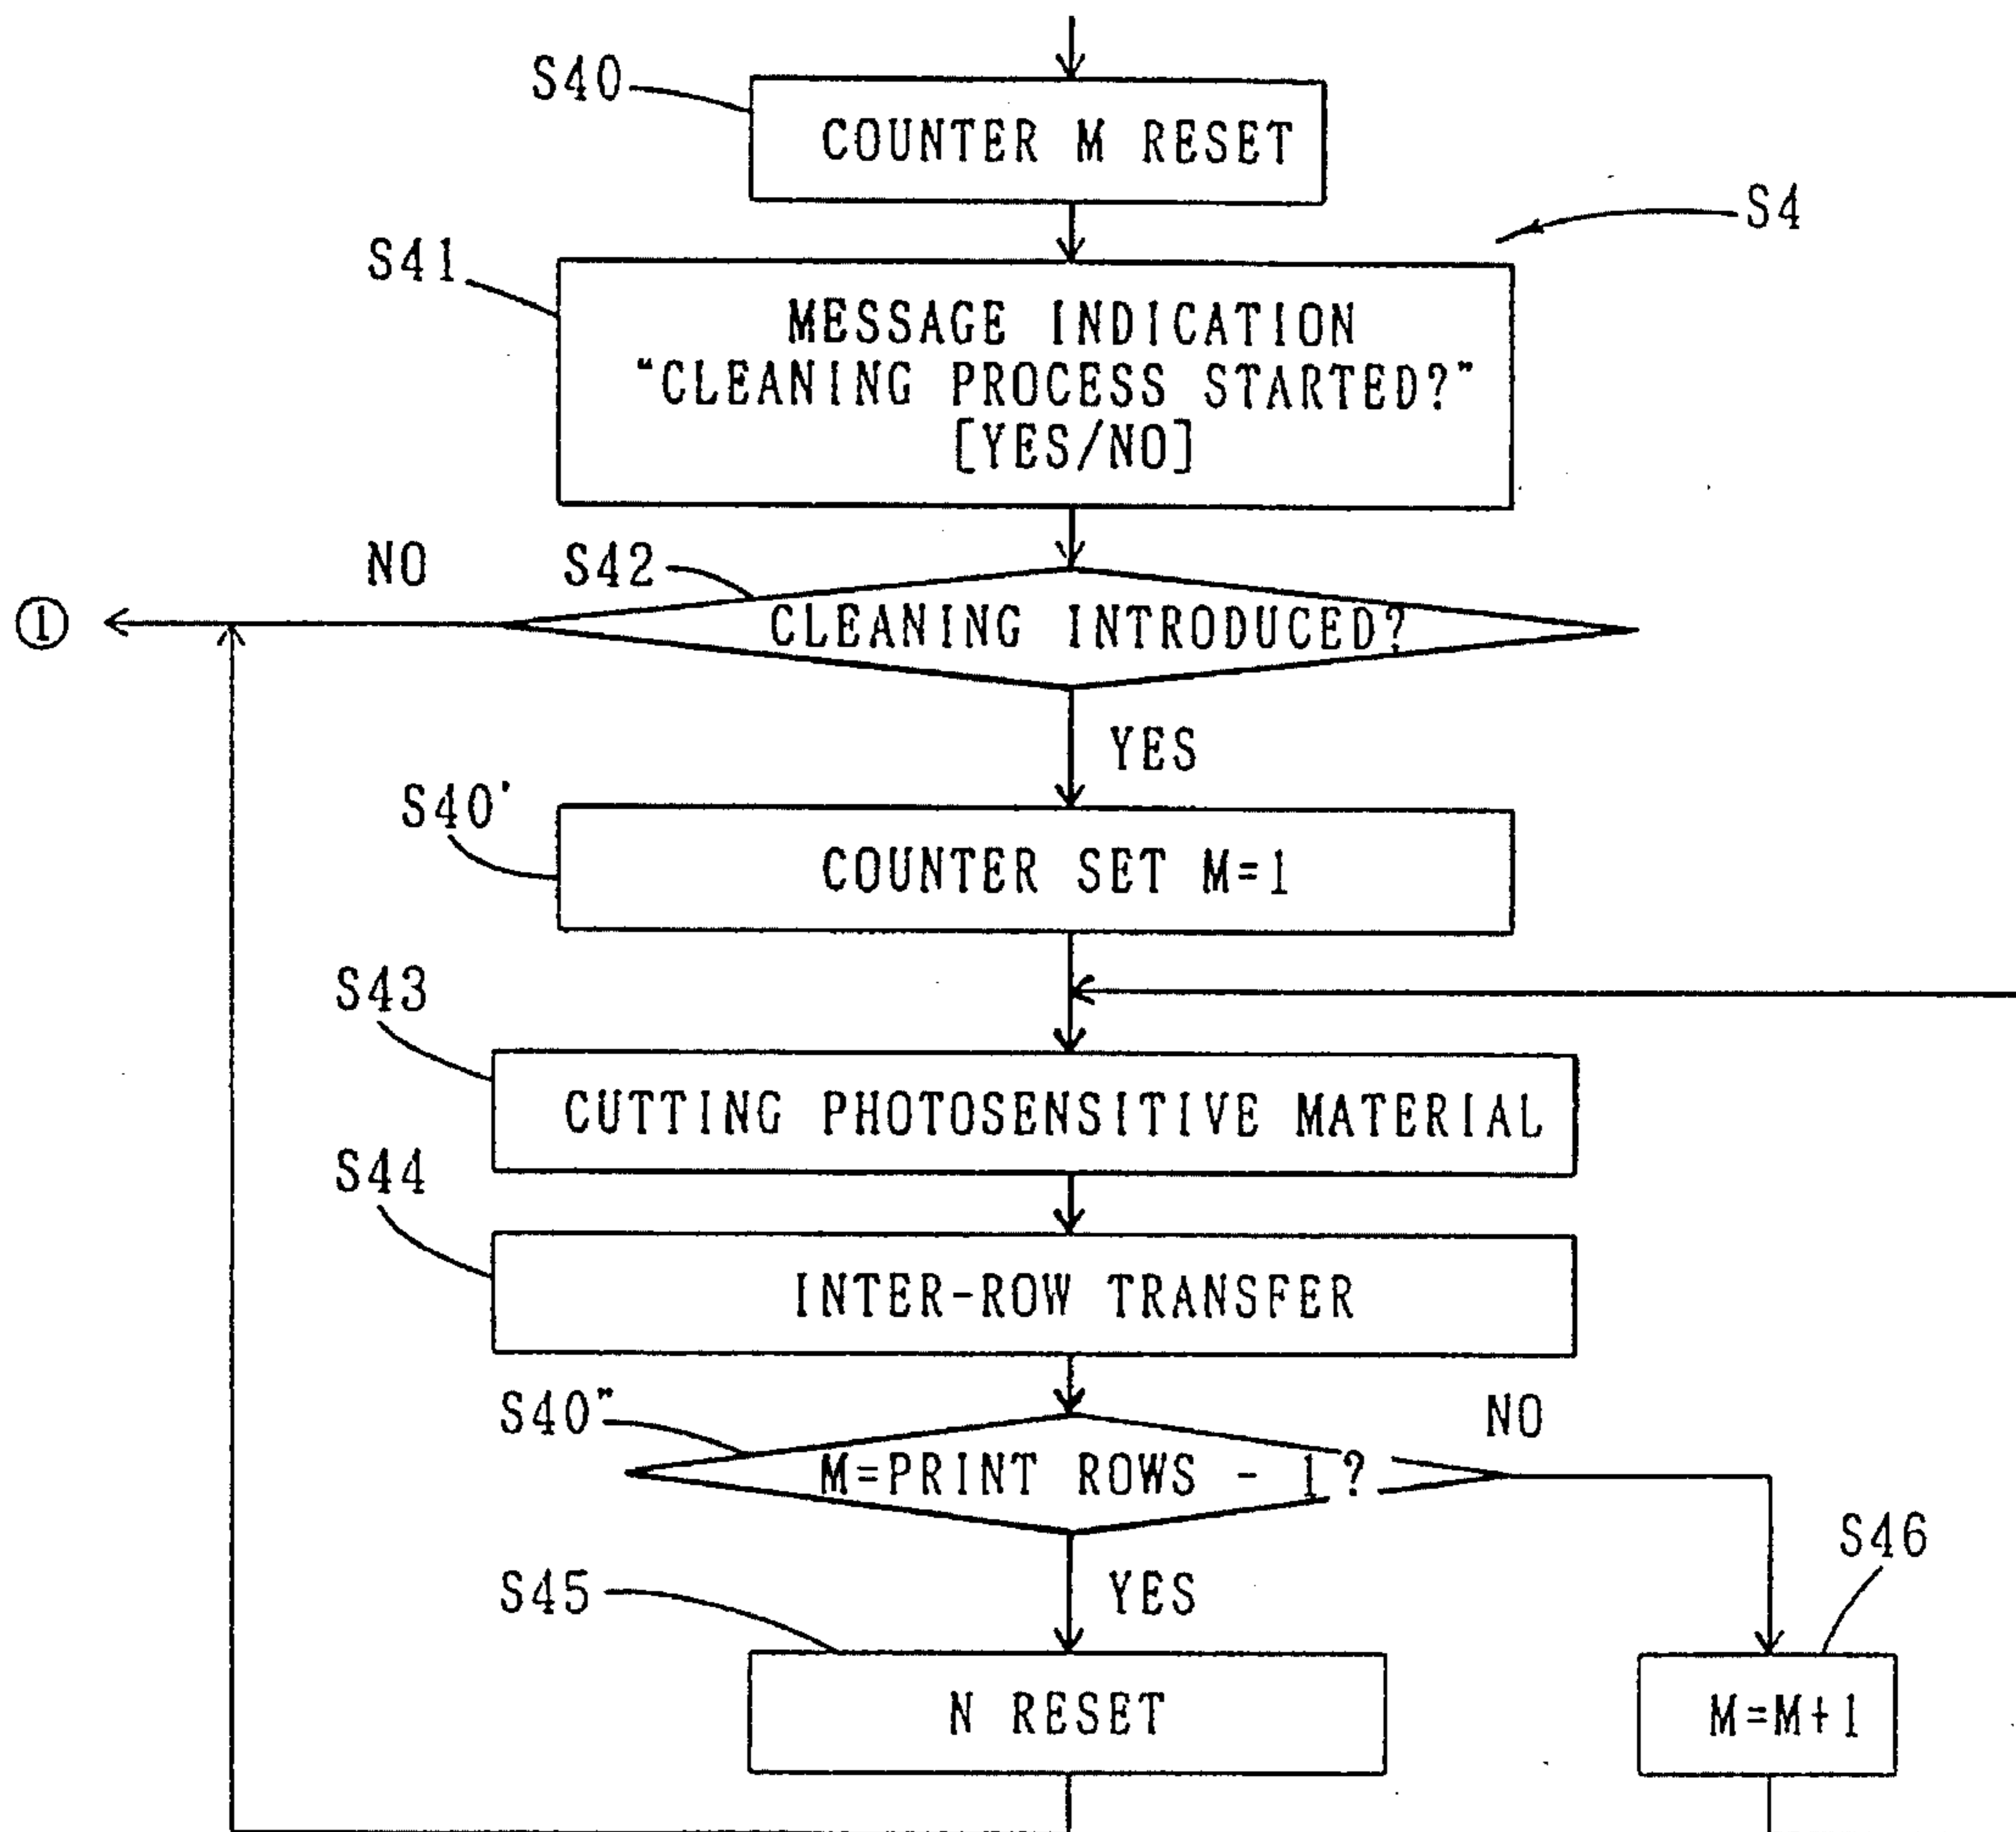 S40
COUNTER M RESET
S4
S41
MESSAGE INDICATION
“CLEANING PROCESS STARTED?”
[YES/NO]
NO
S42
①
CLEANING INTRODUCED?
YES
S40'
COUNTER SET M=1
S43
CUTTING PHOTOSENSITIVE MATERIAL
S44
INTER-ROW TRANSFER
S40"
NO
M=PRINT ROWS - 1?
S46
S45
YES
N RESET
M=M+1